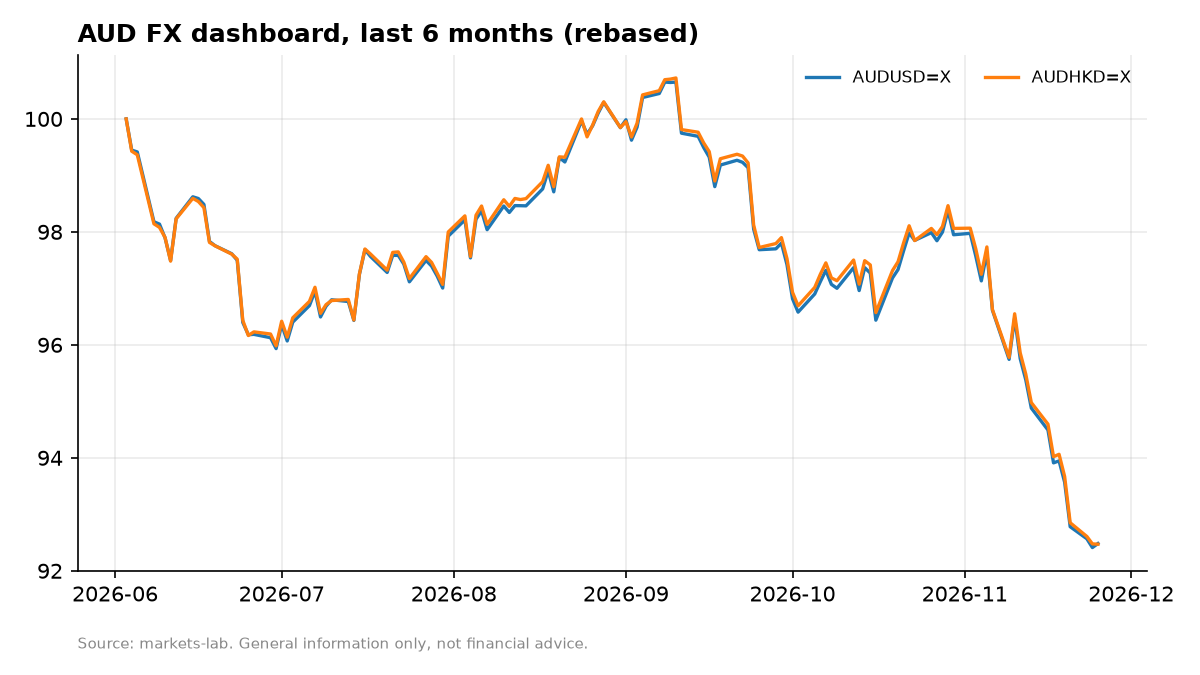 AUD FX dashboard, last 6 months (rebased)
AUDUSD=X AUDHKD=X
100
98
96
94
92
2026-06 2026-07 2026-08 2026-09 2026-10 2026-11 2026-12
Source: markets-lab. General information only, not financial advice.